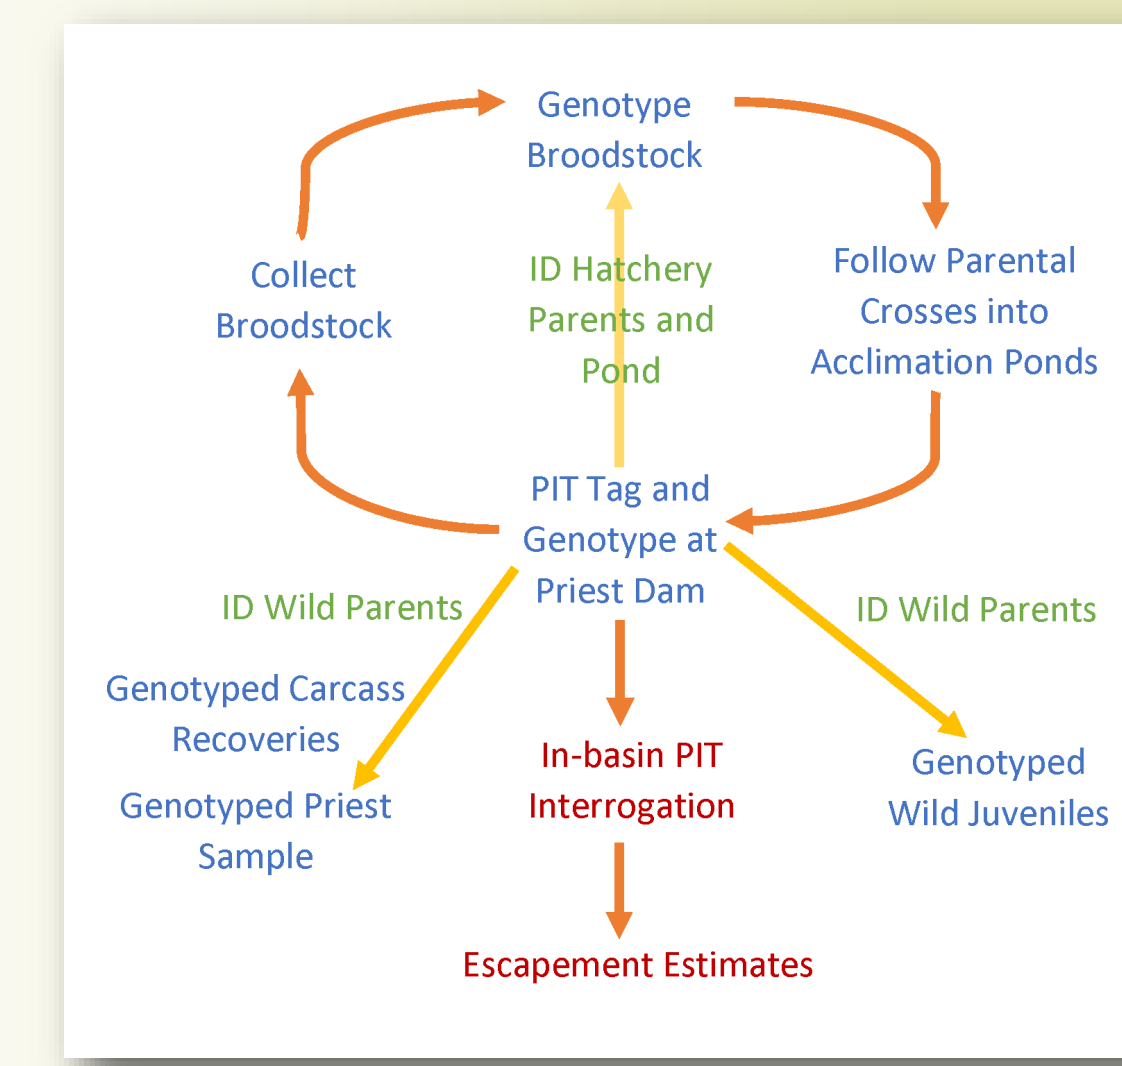 Genotype
Broodstock
Collect
Broodstock
ID Hatchery
Parents and
Pond
Follow Parental
Crosses into
Acclimation Ponds
PIT Tag and
Genotype at
Priest Dam
ID Wild Parents
ID Wild Parents
Genotyped Carcass
Recoveries
Genotyped Priest
Sample
In-basin PIT
Interrogation
Genotyped
Wild Juveniles
Escapement Estimates